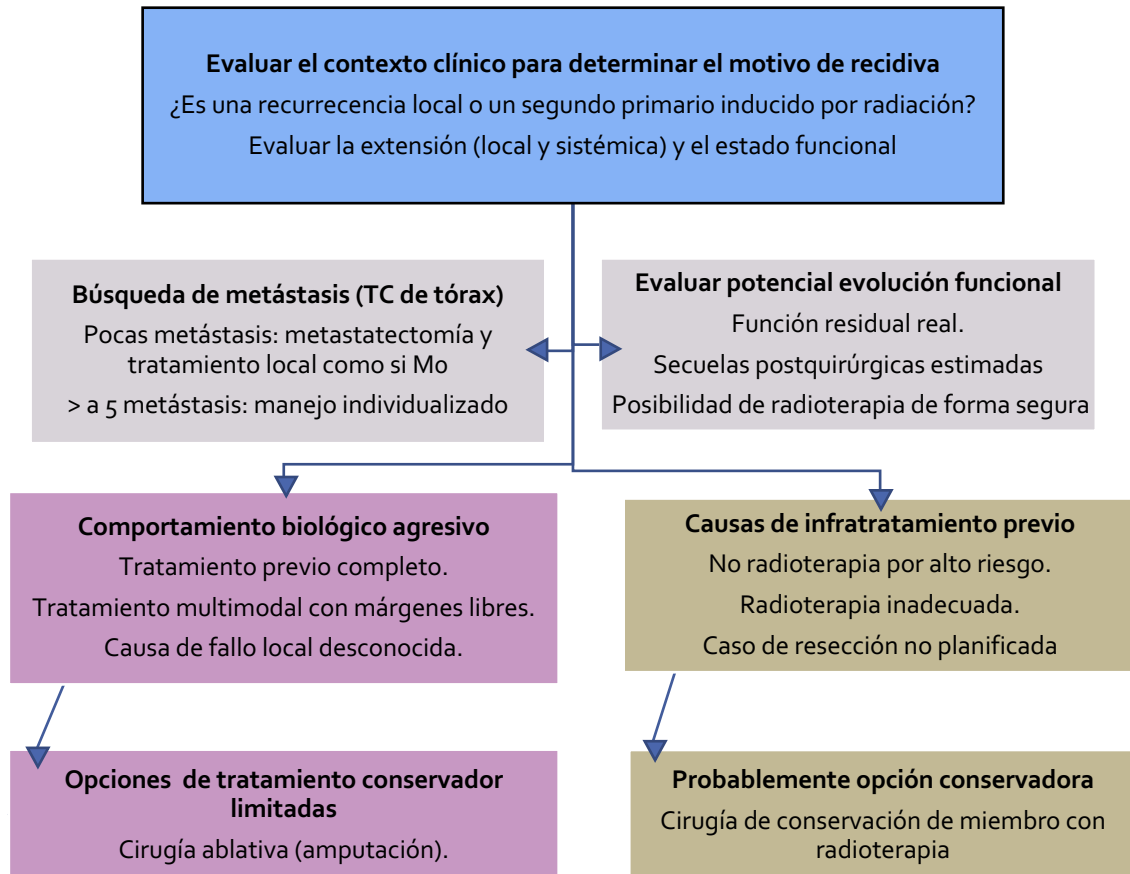 Evaluar el contexto clínico para determinar el motivo de recidiva
¿Es una recurrencia local o un segundo primario inducido por radiación?
Evaluar la extensión (local y sistémica) y el estado funcional
Búsqueda de metástasis (TC de tórax)
Pocas metástasis: metastatectomía y
tratamiento local como si Mo
> a 5 metástasis: manejo individualizado
Evaluar potencial evolución funcional
Función residual real.
Secuelas postquirúrgicas estimadas
Posibilidad de radioterapia de forma segura
Comportamiento biológico agresivo
Tratamiento previo completo.
Tratamiento multimodal con márgenes libres.
Causa de fallo local desconocida.
Causas de infratratamiento previo
No radioterapia por alto riesgo.
Radioterapia inadecuada.
Caso de resección no planificada
Opciones de tratamiento conservador
limitadas
Cirugía ablativa (amputación).
Probablemente opción conservadora
Cirugía de conservación de miembro con
radioterapia